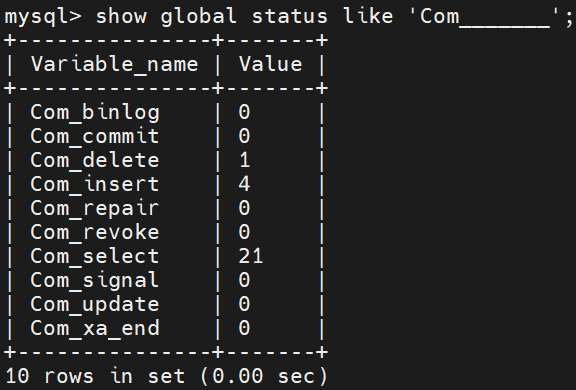 mysql> show global status like 'Com_______';
+---------------+-------+
| Variable_name | Value |
+---------------+-------+
| Com_binlog    | 0     |
| Com_commit    | 0     |
| Com_delete    | 1     |
| Com_insert    | 4     |
| Com_repair    | 0     |
| Com_revoke    | 0     |
| Com_select    | 21    |
| Com_signal    | 0     |
| Com_update    | 0     |
| Com_xa_end    | 0     |
+---------------+-------+
10 rows in set (0.00 sec)